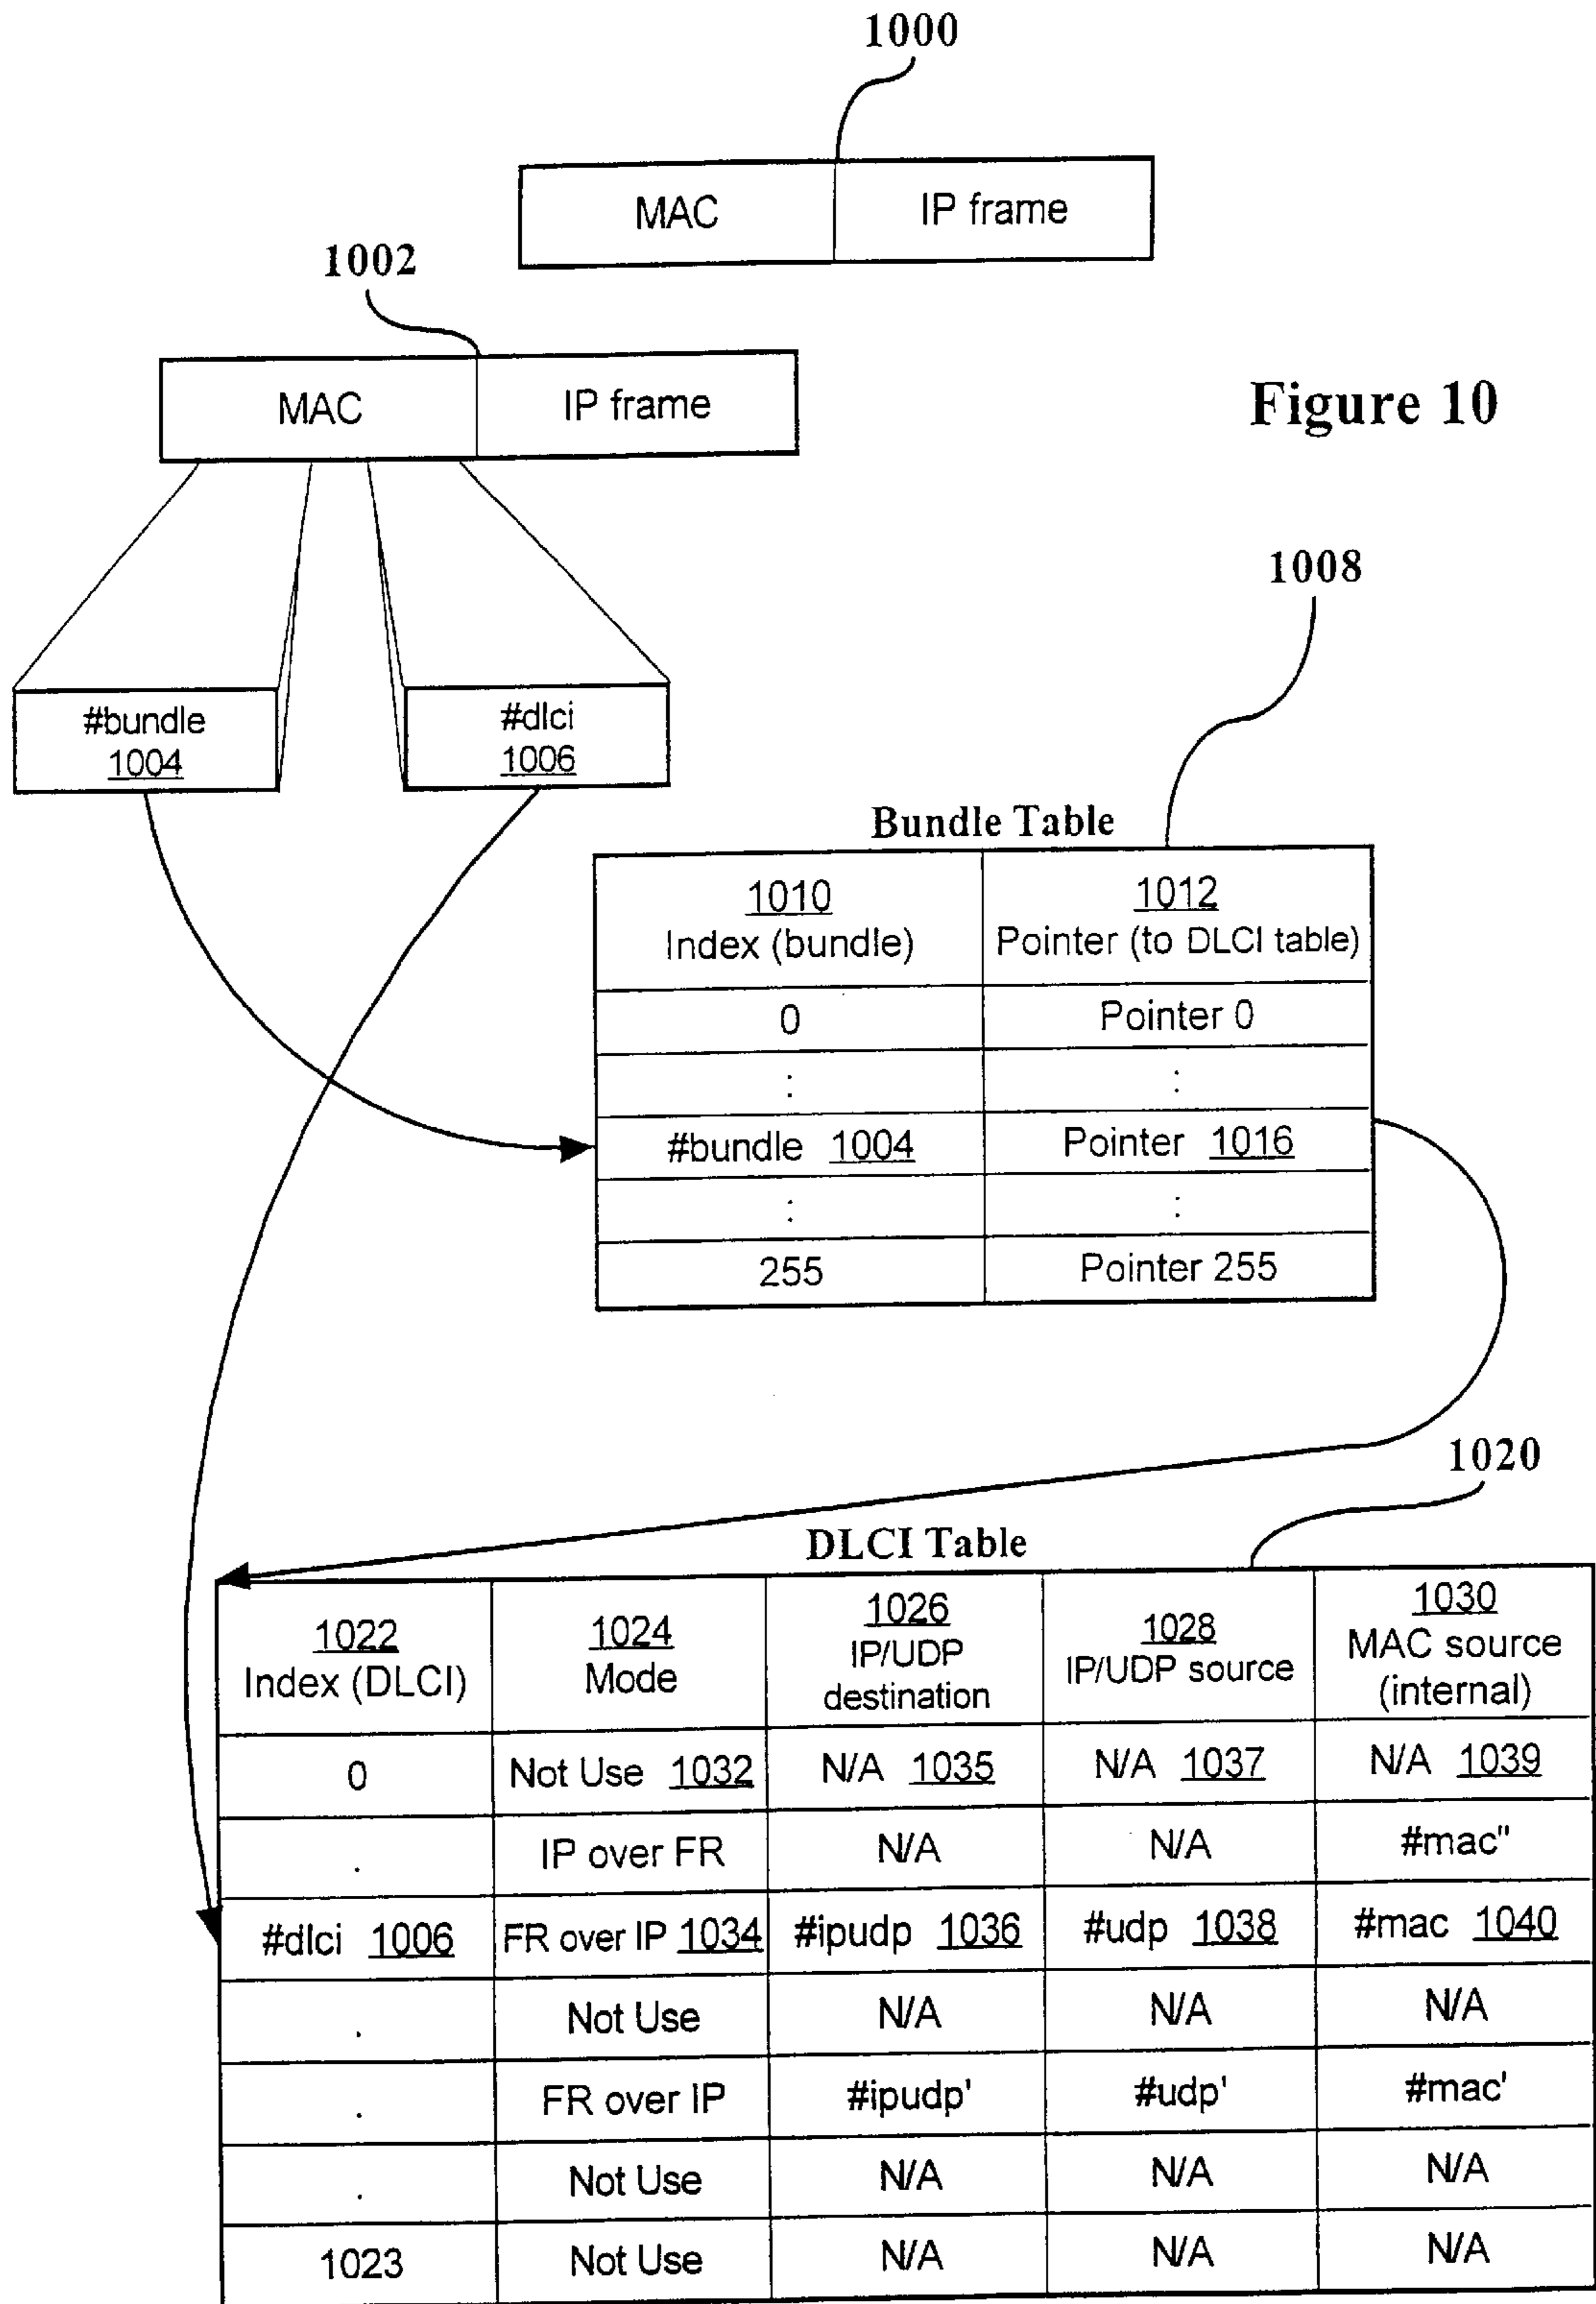 1000
MAC IP frame
1002
MAC IP frame
Figure 10
1008
#bundle
1004
#dlci
1006
Bundle Table
1010
Index (bundle)
1012
Pointer (to DLCI table)
0 Pointer 0
: :
#bundle 1004 Pointer 1016
: :
255 Pointer 255
1020
DLCI Table
1022
Index (DLCI)
1024
Mode
1026
IP/UDP
destination
1028
IP/UDP source
1030
MAC source
(internal)
0 Not Use 1032 N/A 1035 N/A 1037 N/A 1039
. IP over FR N/A N/A #mac"
#dlci 1006 FR over IP 1034 #ipudp 1036 #udp 1038 #mac 1040
. Not Use N/A N/A N/A
. FR over IP #ipudp' #udp' #mac'
. Not Use N/A N/A N/A
1023 Not Use N/A N/A N/A